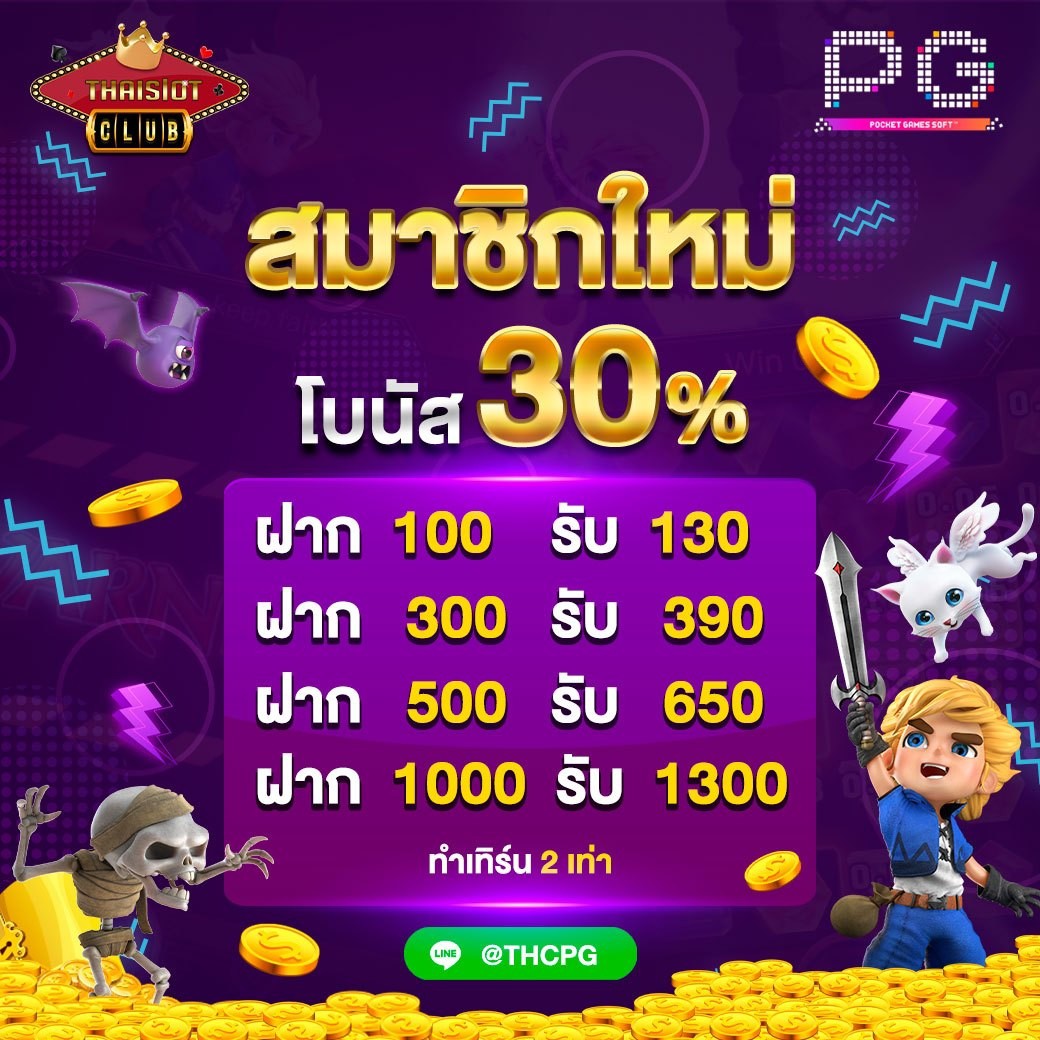 THAISlOT
CLUB
PG
POCKET GAMES SOFT™
สมาชิกใหม่
โบนัส 30%
ฝาก 100 รับ 130
ฝาก 300 รับ 390
ฝาก 500 รับ 650
ฝาก 1000 รับ 1300
ทำเทิร์น 2 เท่า
LINE @THCPG